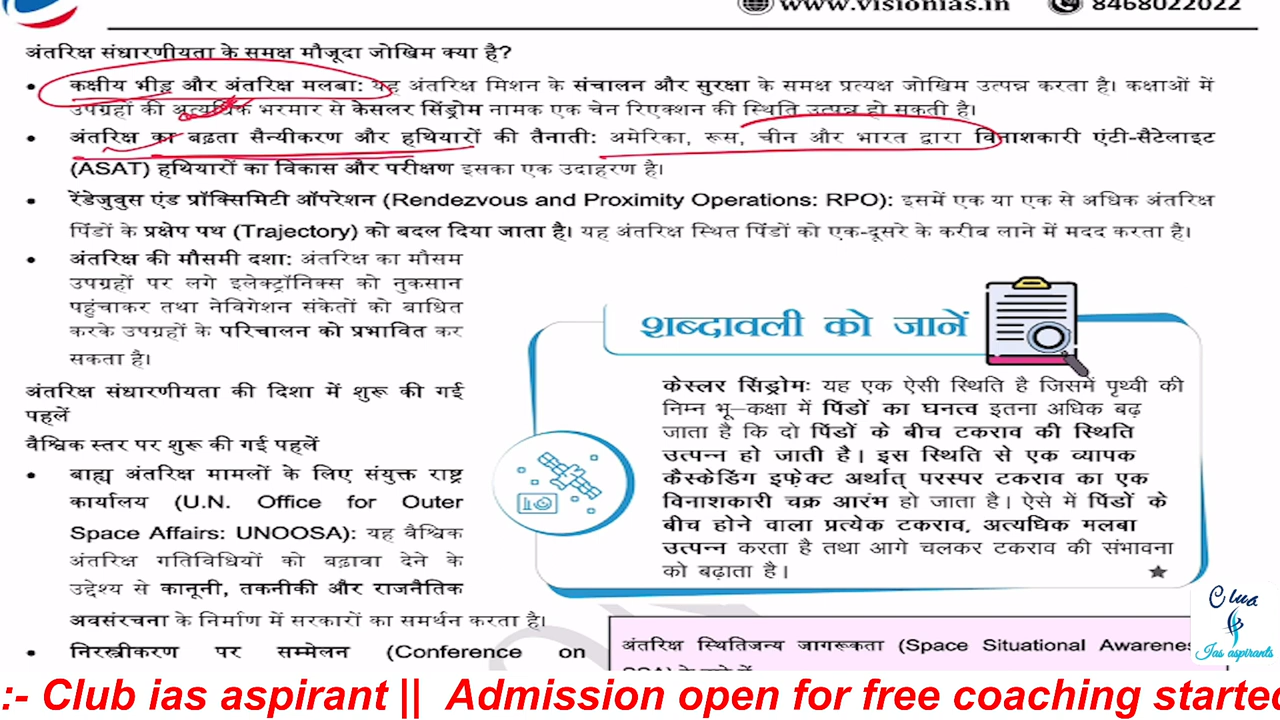 www.visionias.in 8468022022
अंतरिक्ष संधारणीयता के समक्ष मौजूदा जोखिम क्या है?
• कक्षीय भीड़ और अंतरिक्ष मलबा: यह अंतरिक्ष मिशन के संचालन और सुरक्षा के समक्ष प्रत्यक्ष जोखिम उत्पन्न करता है। कक्षाओं में
उपग्रहों की अत्यधिक भरमार से केसलर सिंड्रोम नामक एक चेन रिएक्शन की स्थिति उत्पन्न हो सकती है।
• अंतरिक्ष का बढ़ता सैन्यीकरण और हथियारों की तैनाती: अमेरिका, रूस, चीन और भारत द्वारा विनाशकारी एंटी-सैटेलाइट
(ASAT) हथियारों का विकास और परीक्षण इसका एक उदाहरण है।
• रेंडेजुवुस एंड प्रॉक्सिमिटी ऑपरेशन (Rendezvous and Proximity Operations: RPO): इसमें एक या एक से अधिक अंतरिक्ष
पिंडों के प्रक्षेप पथ (Trajectory) को बदल दिया जाता है। यह अंतरिक्ष स्थित पिंडों को एक-दूसरे के करीब लाने में मदद करता है।
• अंतरिक्ष की मौसमी दशा: अंतरिक्ष का मौसम
उपग्रहों पर लगे इलेक्ट्रॉनिक्स को नुकसान
पहुंचाकर तथा नेविगेशन संकेतों को बाधित
करके उपग्रहों के परिचालन को प्रभावित कर
सकता है।
अंतरिक्ष संधारणीयता की दिशा में शुरू की गई
पहलें
वैश्विक स्तर पर शुरू की गई पहलें
• बाह्य अंतरिक्ष मामलों के लिए संयुक्त राष्ट्र
कार्यालय (U.N. Office for Outer
Space Affairs: UNOOSA): यह वैश्विक
अंतरिक्ष गतिविधियों को बढ़ावा देने के
उद्देश्य से कानूनी, तकनीकी और राजनैतिक
अवसंरचना के निर्माण में सरकारों का समर्थन करता है।
• निरस्त्रीकरण पर सम्मेलन (Conference on
शब्दावली को जानें
केस्लर सिंड्रोमः यह एक ऐसी स्थिति है जिसमें पृथ्वी की
निम्न भू–कक्षा में पिंडों का घनत्व इतना अधिक बढ़
जाता है कि दो पिंडों के बीच टकराव की स्थिति
उत्पन्न हो जाती है। इस स्थिति से एक व्यापक
कैस्केडिंग इफ़ेक्ट अर्थात् परस्पर टकराव का एक
विनाशकारी चक्र आरंभ हो जाता है। ऐसे में पिंडों के
बीच होने वाला प्रत्येक टकराव, अत्यधिक मलबा
उत्पन्न करता है तथा आगे चलकर टकराव की संभावना
को बढ़ाता है।
अंतरिक्ष स्थितिजन्य जागरूकता (Space Situational Awarenes
Club
Ias aspirants
:- Club ias aspirant || Admission open for free coaching started